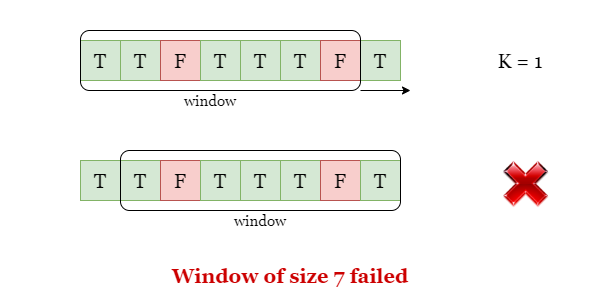 T T F T T T F T K = 1
window
T T F T T T F T
window
Window of size 7 failed